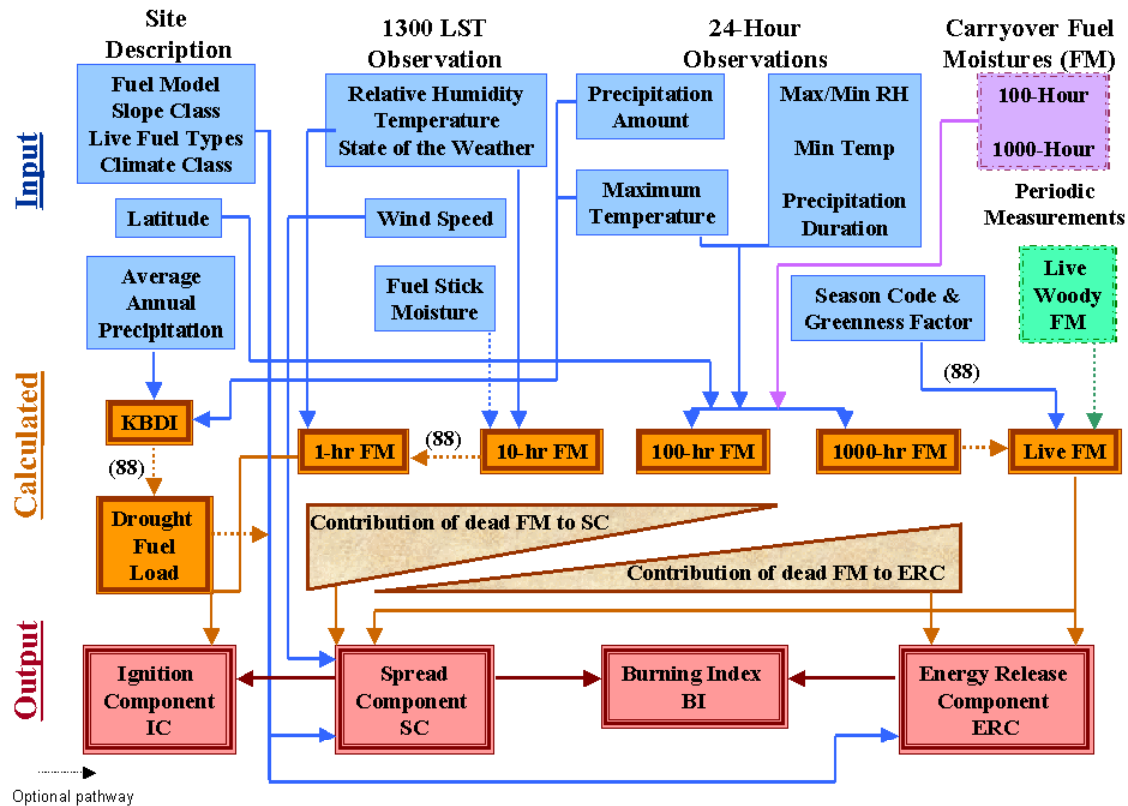 Site
Description
1300 LST
Observation
24-Hour
Observations
Carryover Fuel
Moistures (FM)
Input
Fuel Model
Slope Class
Live Fuel Types
Climate Class
Relative Humidity
Temperature
State of the Weather
Precipitation
Amount
Max/Min RH
Min Temp
Precipitation
Duration
100-Hour
1000-Hour
Latitude
Wind Speed
Maximum
Temperature
Periodic
Measurements
Average
Annual
Precipitation
Fuel Stick
Moisture
Season Code &
Greenness Factor
Live
Woody
FM
(88)
Calculated
KBDI
(88)
1-hr FM
(88)
10-hr FM
100-hr FM
1000-hr FM
Live FM
Drought
Fuel
Load
Contribution of dead FM to SC
Contribution of dead FM to ERC
Output
Ignition
Component
IC
Spread
Component
SC
Burning Index
BI
Energy Release
Component
ERC
Optional pathway